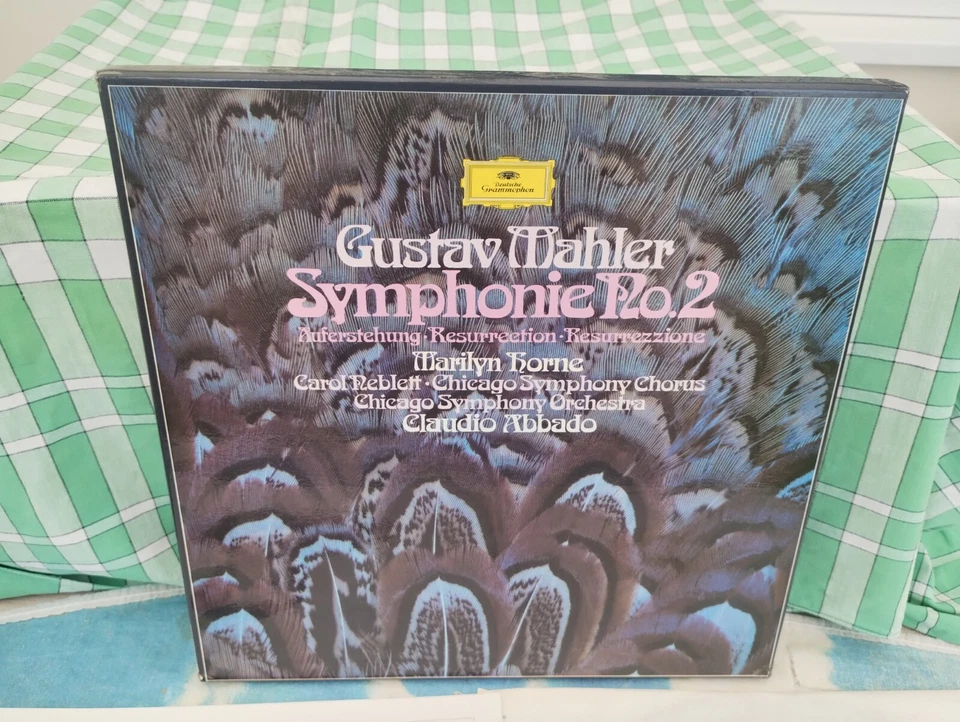 Deutsche
Grammophon
Gustav Mahler
Symphonie No.2
Auferstehung · Resurrection · Resurrezzione
Marilyn Horne
Carol Neblett · Chicago Symphony Chorus
Chicago Symphony Orchestra
Claudio Abbado